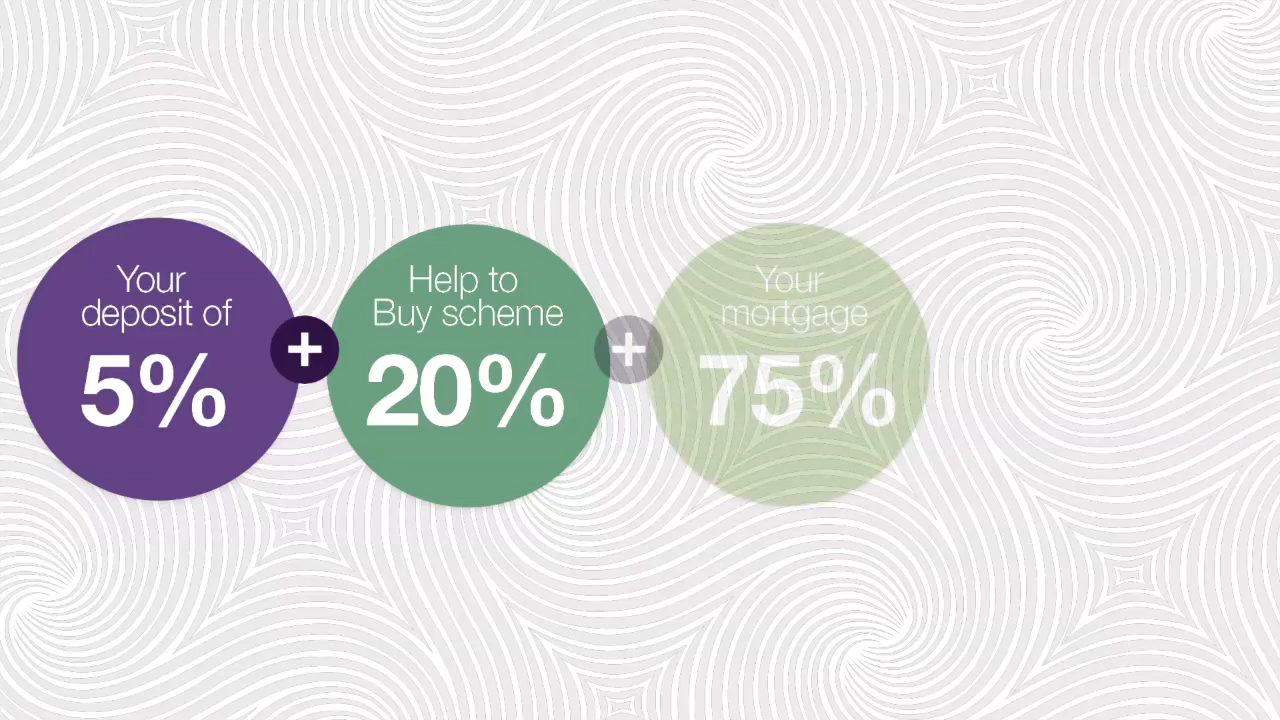 Your
deposit of
5%
+
Help to
Buy scheme
20%
+
Your
mortgage
75%